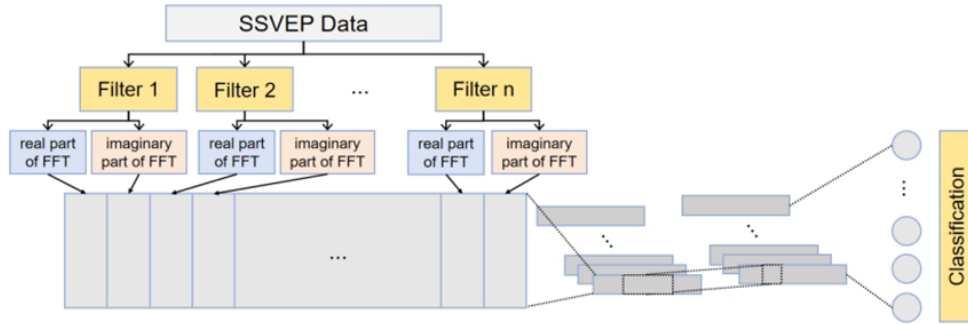 SSVEP Data
Filter 1
Filter 2
...
Filter n
real part
of FFT
imaginary
part of FFT
real part
of FFT
imaginary
part of FFT
real part
of FFT
imaginary
part of FFT
...
Classification